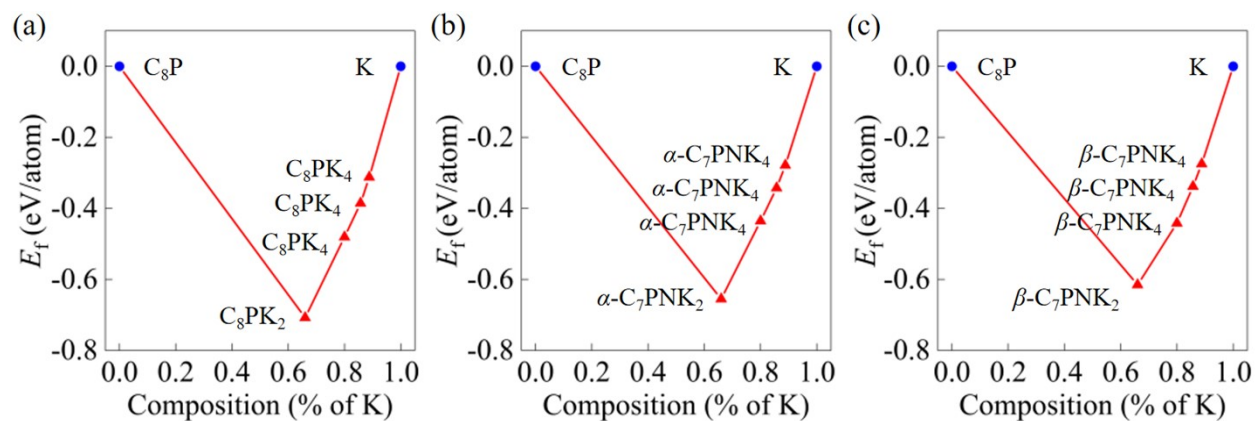 (a)
E_f (eV/atom)
0.0
-0.2
-0.4
-0.6
-0.8
C₈P
K
C₈PK₄
C₈PK₄
C₈PK₄
C₈PK₂
0.0 0.2 0.4 0.6 0.8 1.0
Composition (% of K)
(b)
E_f (eV/atom)
0.0
-0.2
-0.4
-0.6
-0.8
C₈P
K
α-C₇PNK₄
α-C₇PNK₄
α-C₇PNK₄
α-C₇PNK₂
0.0 0.2 0.4 0.6 0.8 1.0
Composition (% of K)
(c)
E_f (eV/atom)
0.0
-0.2
-0.4
-0.6
-0.8
C₈P
K
β-C₇PNK₄
β-C₇PNK₄
β-C₇PNK₄
β-C₇PNK₂
0.0 0.2 0.4 0.6 0.8 1.0
Composition (% of K)